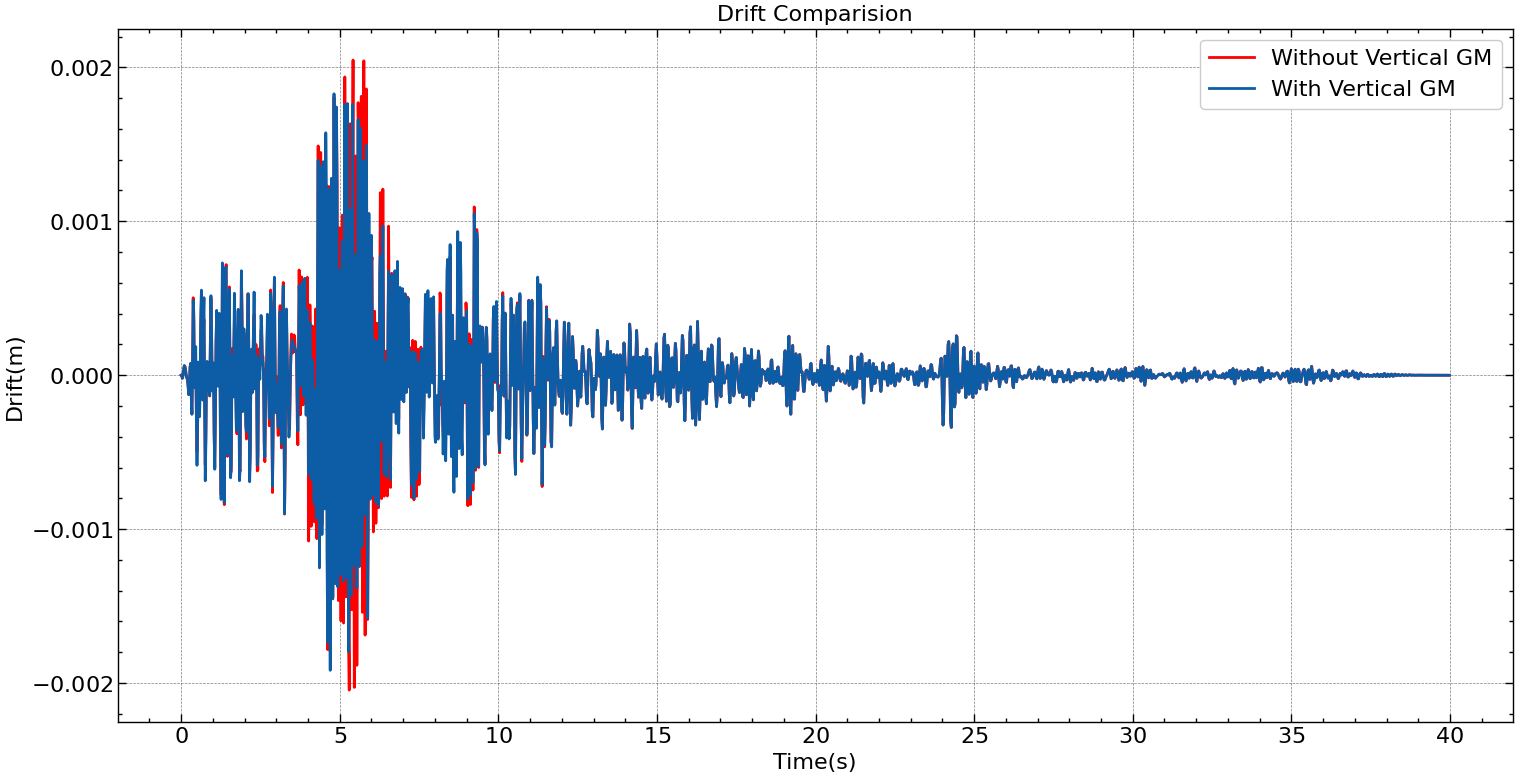 Drift Comparision
Without Vertical GM
With Vertical GM
Drift(m)
0.002
0.001
0.000
−0.001
−0.002
0 5 10 15 20 25 30 35 40
Time(s)